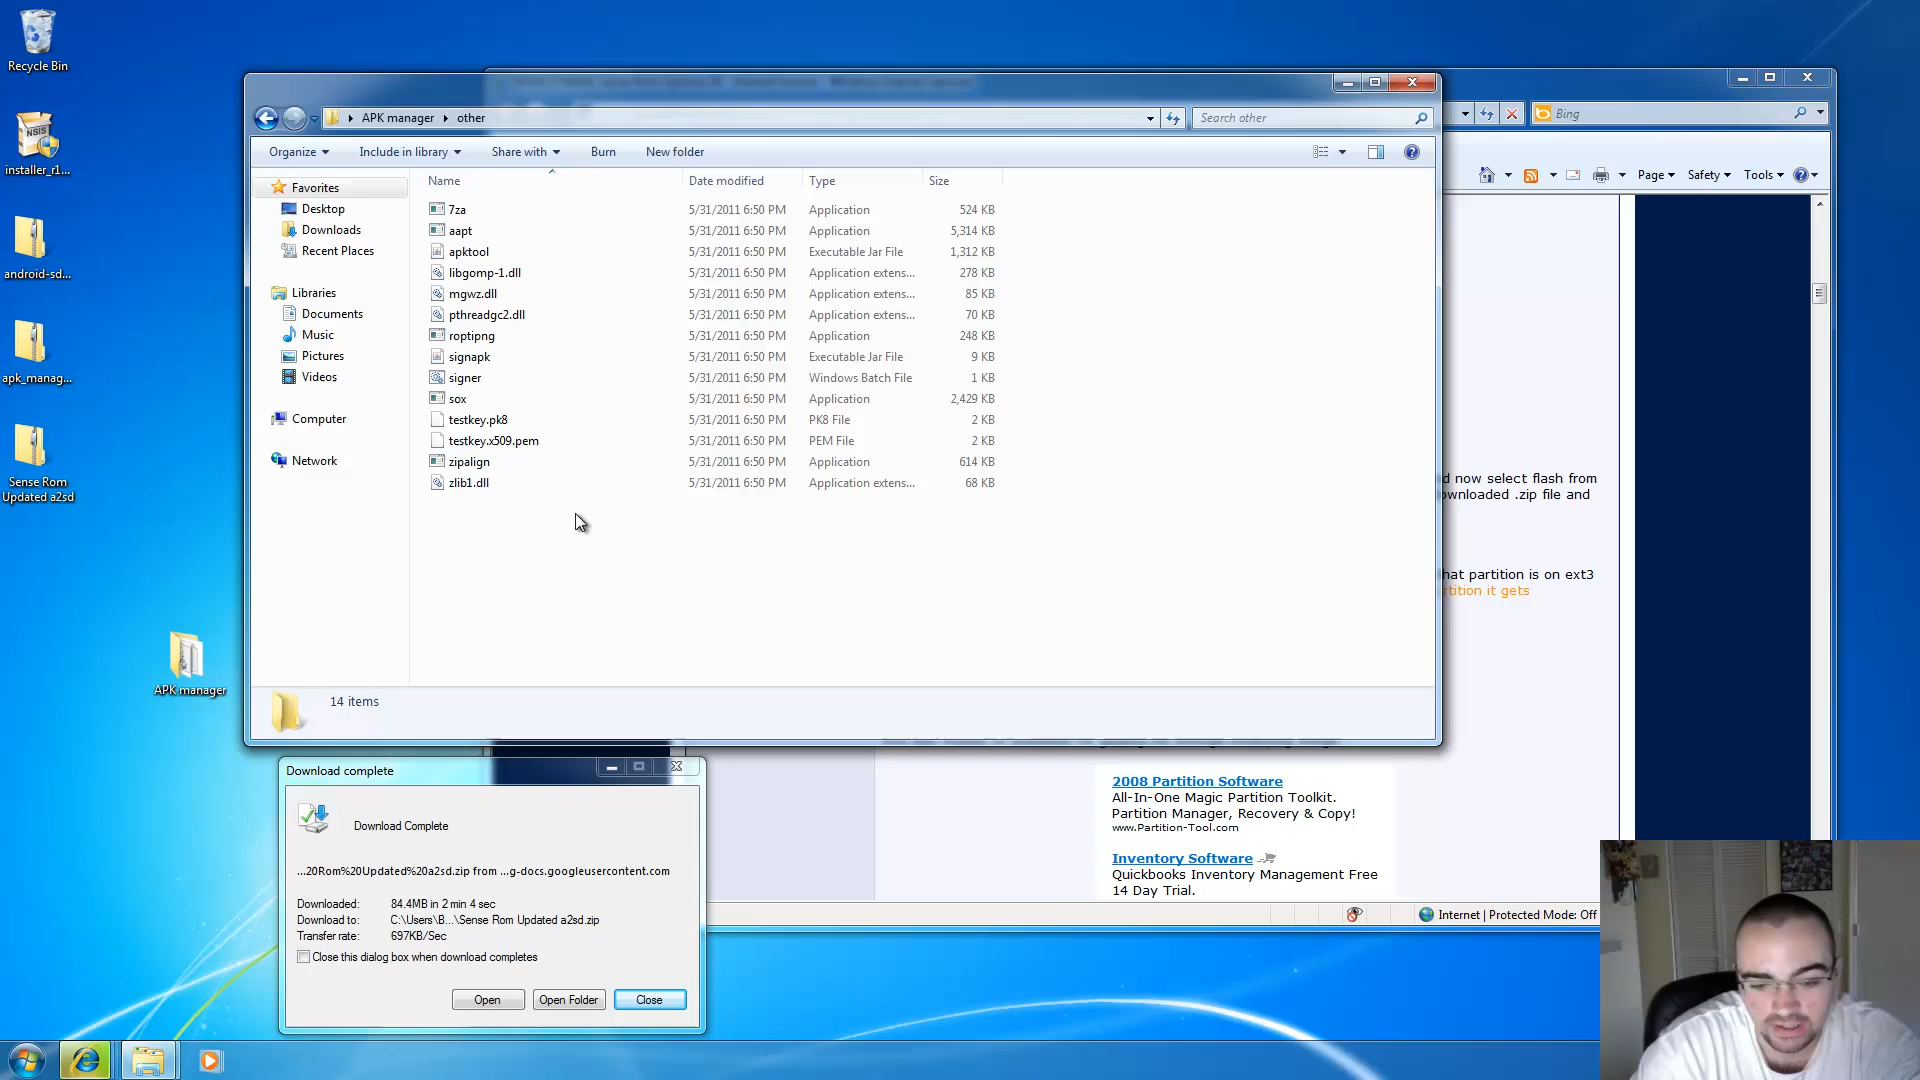 Recycle Bin
NSIS
installer_r1...
android-sd...
apk_manag...
Sense Rom
Updated a2sd
APK manager
APK manager
other
Search other
Organize
Include in library
Share with
Burn
New folder
Favorites
Desktop
Downloads
Recent Places
Libraries
Documents
Music
Pictures
Videos
Computer
Network
Name Date modified Type Size
7za 5/31/2011 6:50 PM Application 524 KB
aapt 5/31/2011 6:50 PM Application 5,314 KB
apktool 5/31/2011 6:50 PM Executable Jar File 1,312 KB
libgomp-1.dll 5/31/2011 6:50 PM Application extens... 278 KB
mgwz.dll 5/31/2011 6:50 PM Application extens... 85 KB
pthreadgc2.dll 5/31/2011 6:50 PM Application extens... 70 KB
roptipng 5/31/2011 6:50 PM Application 248 KB
signapk 5/31/2011 6:50 PM Executable Jar File 9 KB
signer 5/31/2011 6:50 PM Windows Batch File 1 KB
sox 5/31/2011 6:50 PM Application 2,429 KB
testkey.pk8 5/31/2011 6:50 PM PK8 File 2 KB
testkey.x509.pem 5/31/2011 6:50 PM PEM File 2 KB
zipalign 5/31/2011 6:50 PM Application 614 KB
zlib1.dll 5/31/2011 6:50 PM Application extens... 68 KB
14 items
Bing
Page
Safety
Tools
d now select flash from
ownloaded .zip file and
hat partition is on ext3
rtition it gets
2008 Partition Software
All-In-One Magic Partition Toolkit.
Partition Manager, Recovery & Copy!
www.Partition-Tool.com
Inventory Software
Quickbooks Inventory Management Free
14 Day Trial.
Internet | Protected Mode: Off
Download complete
Download Complete
...20Rom%20Updated%20a2sd.zip from ...g-docs.googleusercontent.com
Downloaded: 84.4MB in 2 min 4 sec
Download to: C:\Users\B...\Sense Rom Updated a2sd.zip
Transfer rate: 697KB/Sec
Close this dialog box when download completes
Open
Open Folder
Close